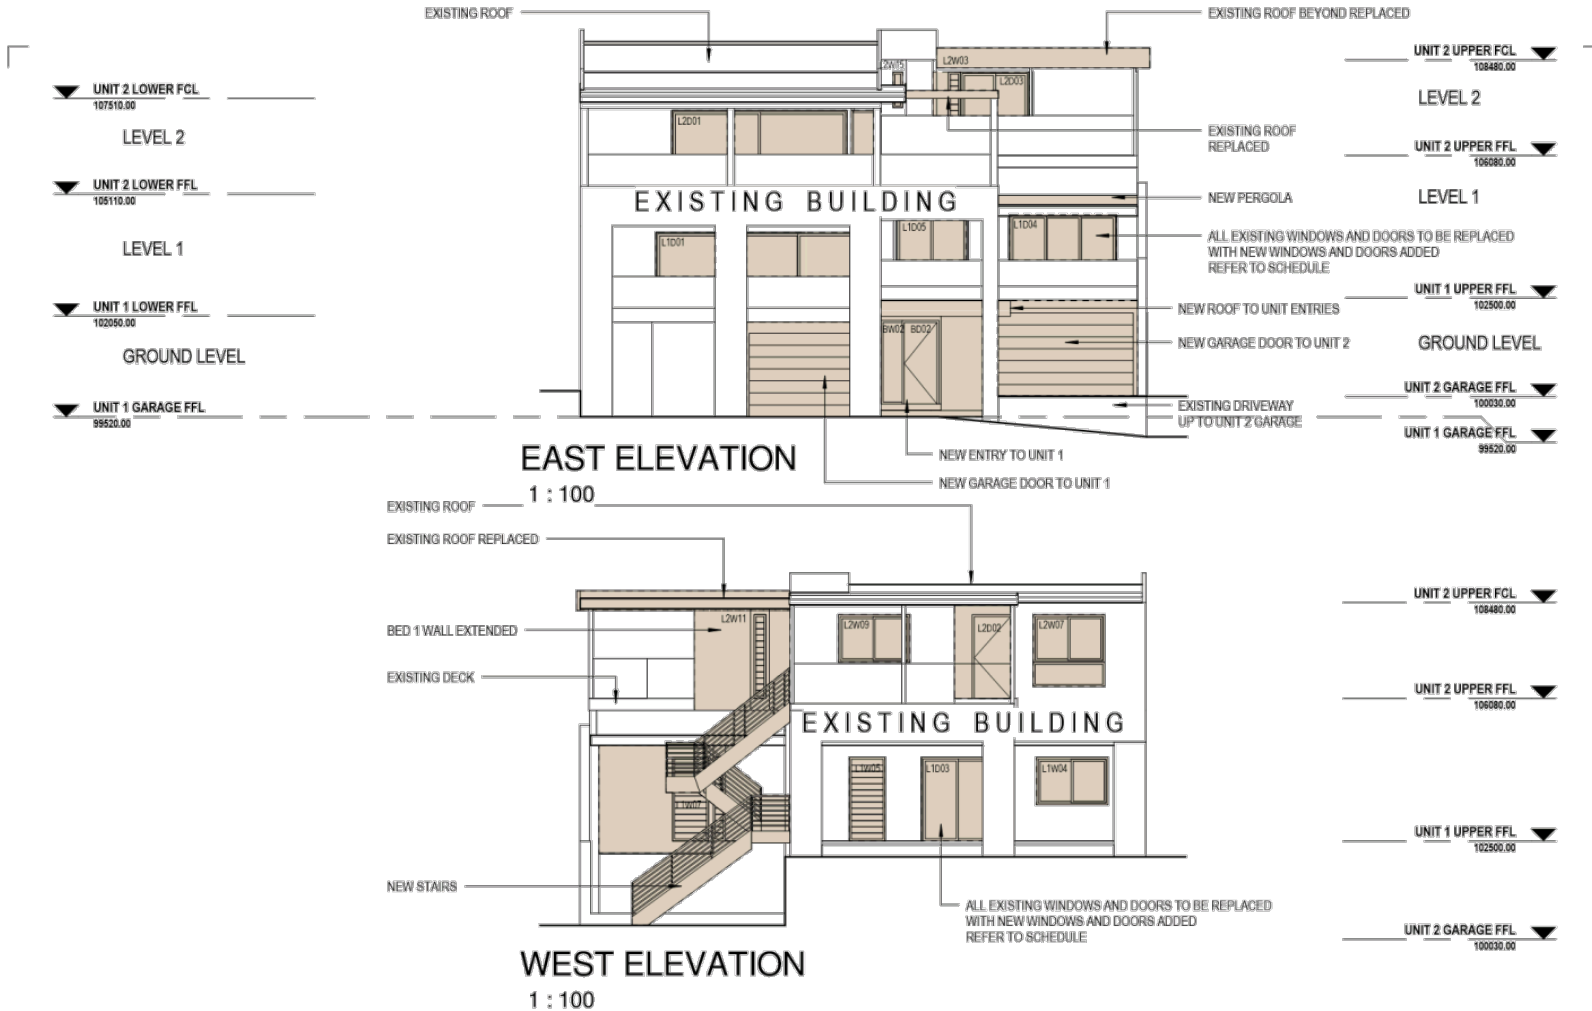 EXISTING ROOF
EXISTING ROOF BEYOND REPLACED
UNIT 2 UPPER FCL
108480.00
L2W03
L2W15
L2D03
UNIT 2 LOWER FCL
107510.00
LEVEL 2
LEVEL 2
L2D01
EXISTING ROOF
REPLACED
UNIT 2 UPPER FFL
106080.00
UNIT 2 LOWER FFL
105110.00
EXISTING BUILDING
NEW PERGOLA
LEVEL 1
L1D01
L1D05
L1D04
ALL EXISTING WINDOWS AND DOORS TO BE REPLACED
WITH NEW WINDOWS AND DOORS ADDED
REFER TO SCHEDULE
LEVEL 1
UNIT 1 UPPER FFL
102500.00
UNIT 1 LOWER FFL
102050.00
NEW ROOF TO UNIT ENTRIES
BW02
BD02
NEW GARAGE DOOR TO UNIT 2
GROUND LEVEL
GROUND LEVEL
UNIT 2 GARAGE FFL
100030.00
UNIT 1 GARAGE FFL
99520.00
EXISTING DRIVEWAY
UP TO UNIT 2 GARAGE
UNIT 1 GARAGE FFL
99520.00
EAST ELEVATION
1 : 100
NEW ENTRY TO UNIT 1
NEW GARAGE DOOR TO UNIT 1
EXISTING ROOF
EXISTING ROOF REPLACED
UNIT 2 UPPER FCL
108480.00
L2W11
L2W09
L2D02
L2W07
BED 1 WALL EXTENDED
EXISTING DECK
UNIT 2 UPPER FFL
106080.00
EXISTING BUILDING
L1W05
L1D03
L1W04
L1W07
UNIT 1 UPPER FFL
102500.00
NEW STAIRS
ALL EXISTING WINDOWS AND DOORS TO BE REPLACED
WITH NEW WINDOWS AND DOORS ADDED
REFER TO SCHEDULE
UNIT 2 GARAGE FFL
100030.00
WEST ELEVATION
1 : 100